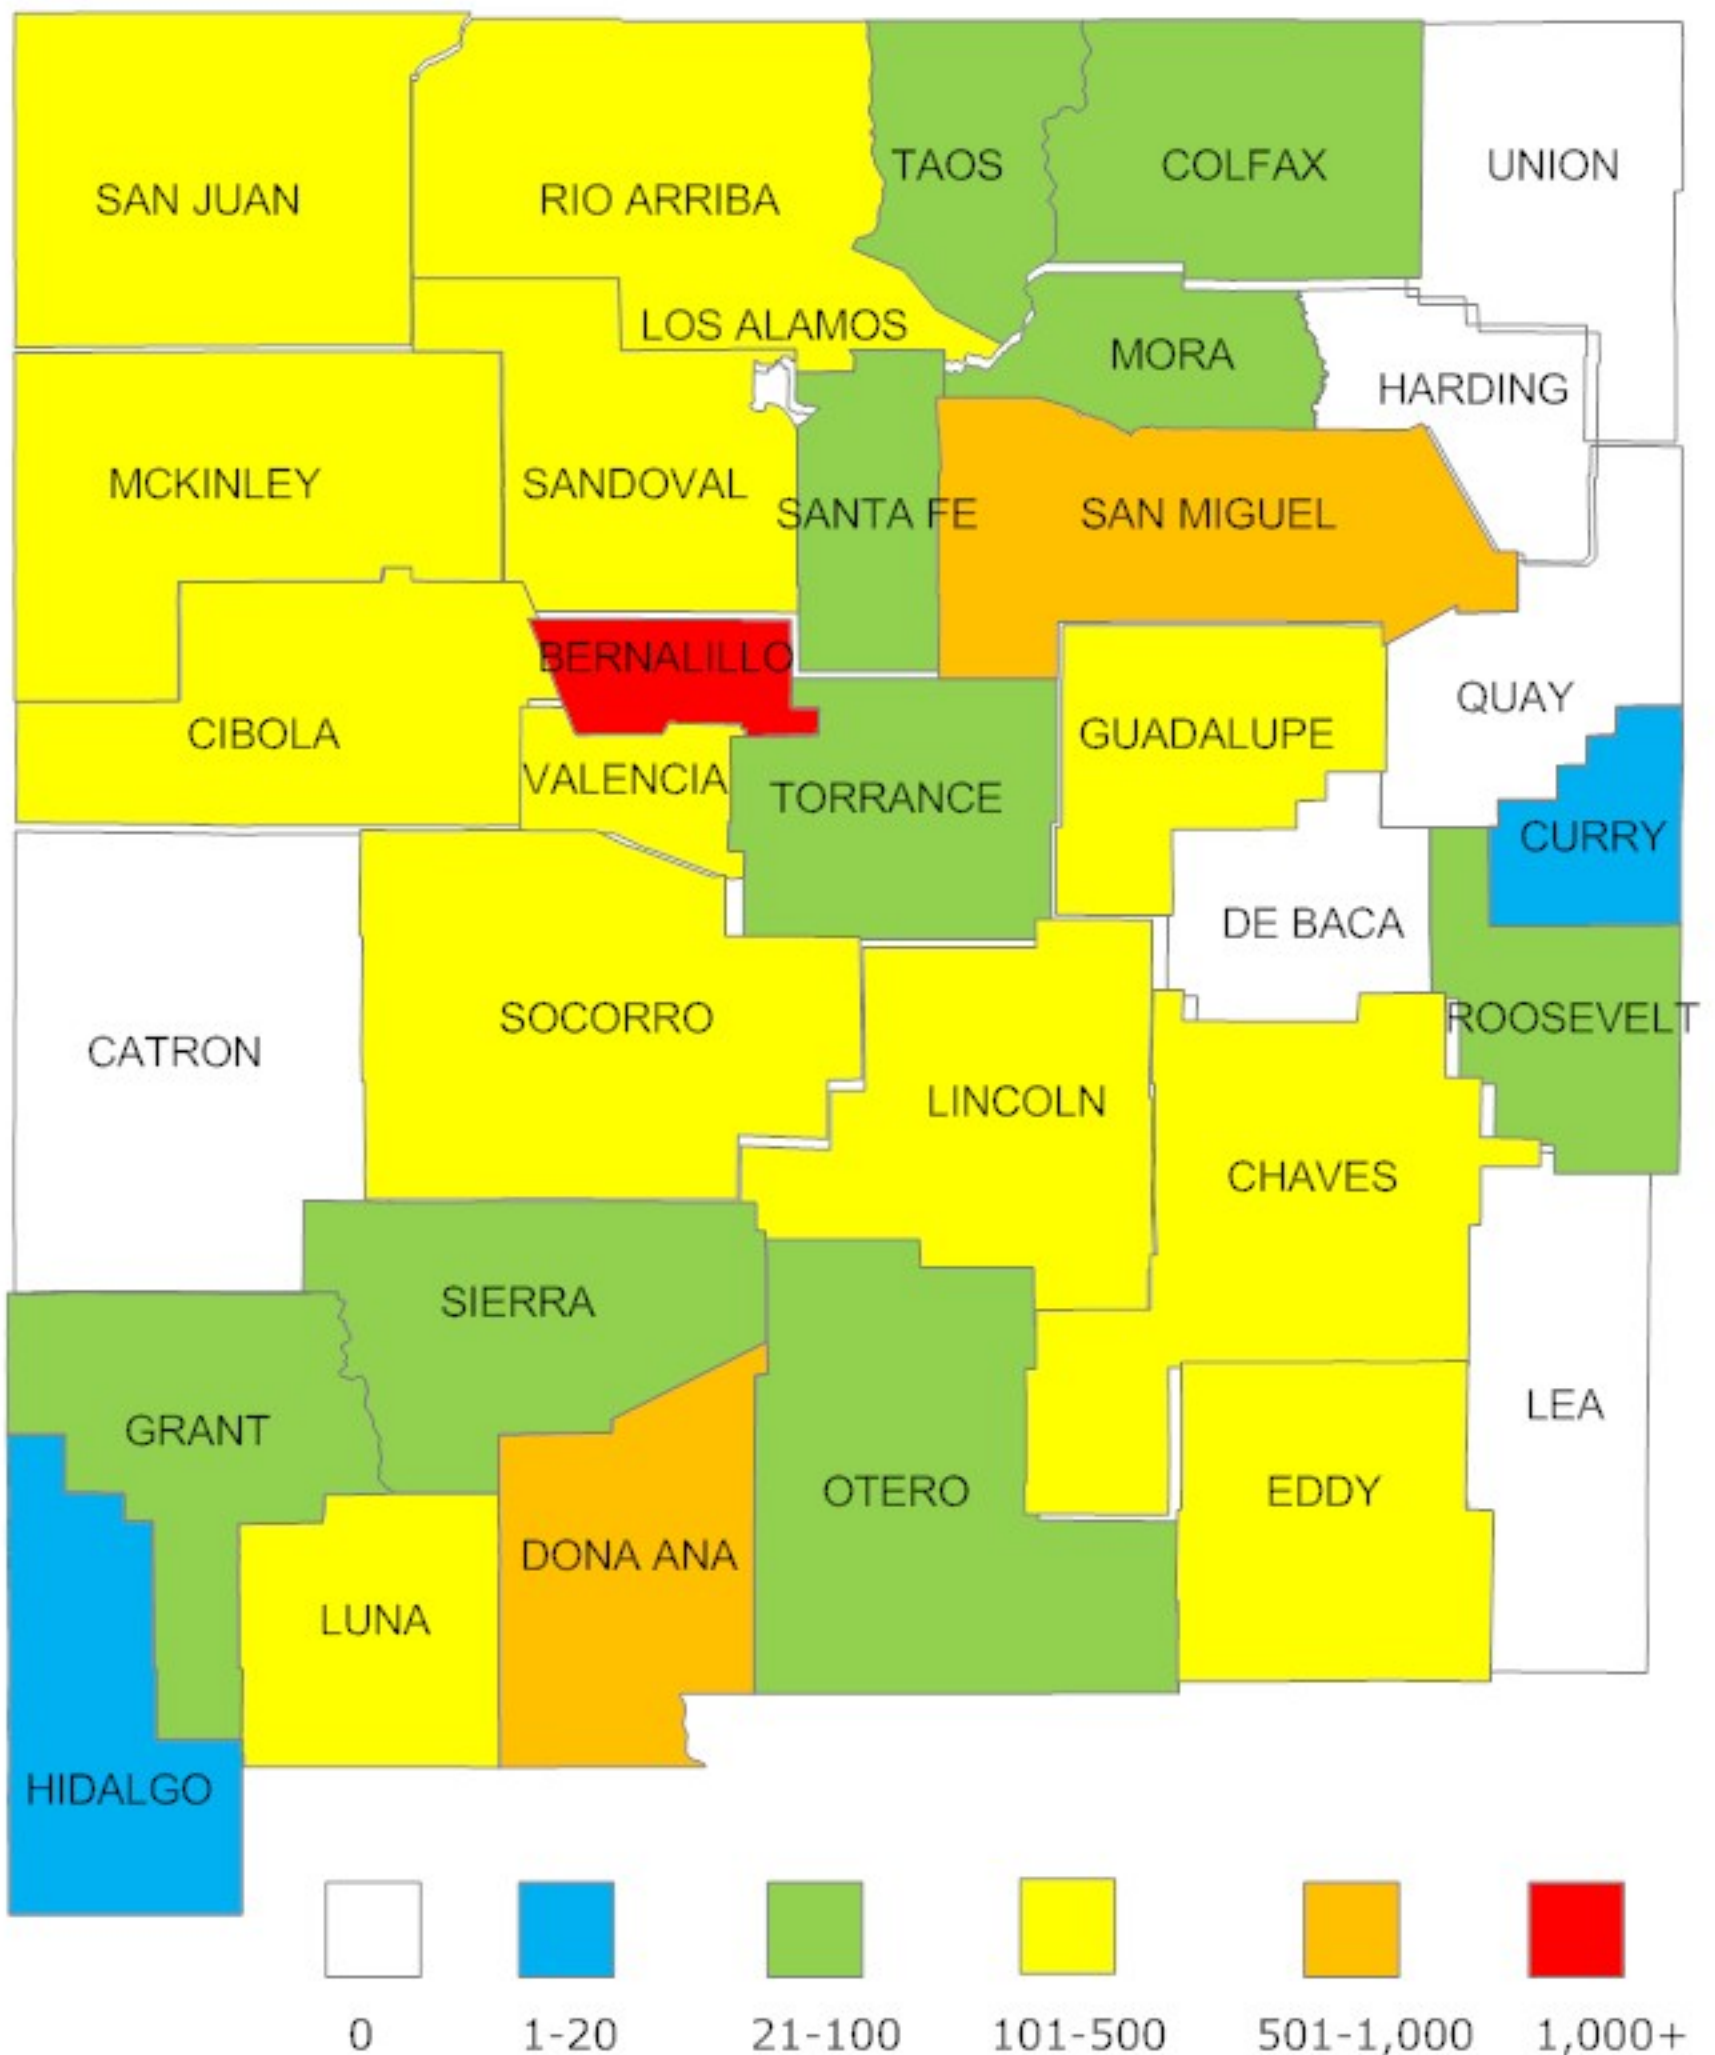 TAOS
COLFAX
UNION
SAN JUAN
RIO ARRIBA
LOS ALAMOS
MORA
HARDING
MCKINLEY
SANDOVAL
SANTA FE
SAN MIGUEL
BERNALILLO
QUAY
CIBOLA
GUADALUPE
VALENCIA
TORRANCE
CURRY
DE BACA
SOCORRO
ROOSEVELT
CATRON
LINCOLN
CHAVES
SIERRA
LEA
GRANT
OTERO
EDDY
DONA ANA
LUNA
HIDALGO
0 1-20 21-100 101-500 501-1,000 1,000+